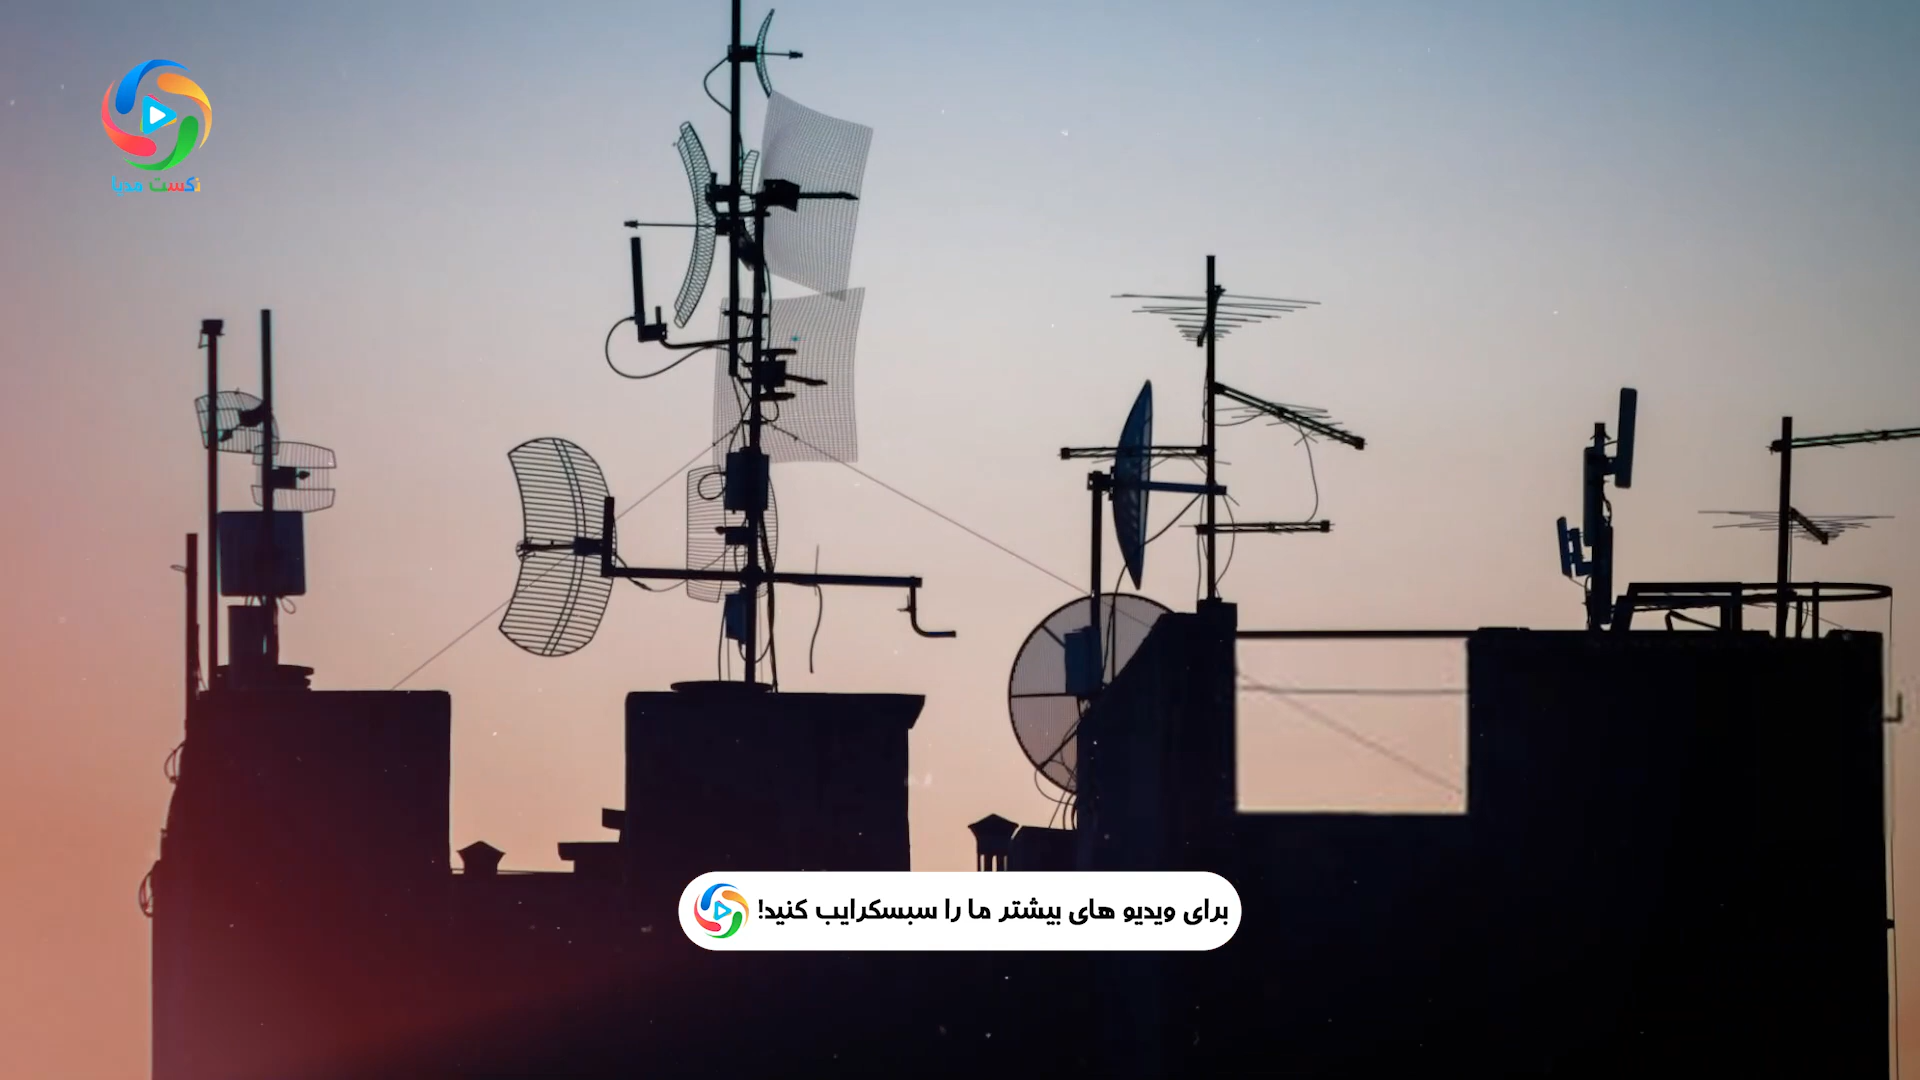 نکست مدیا
برای ویدیو های بیشتر ما را سبسکرایب کنید!